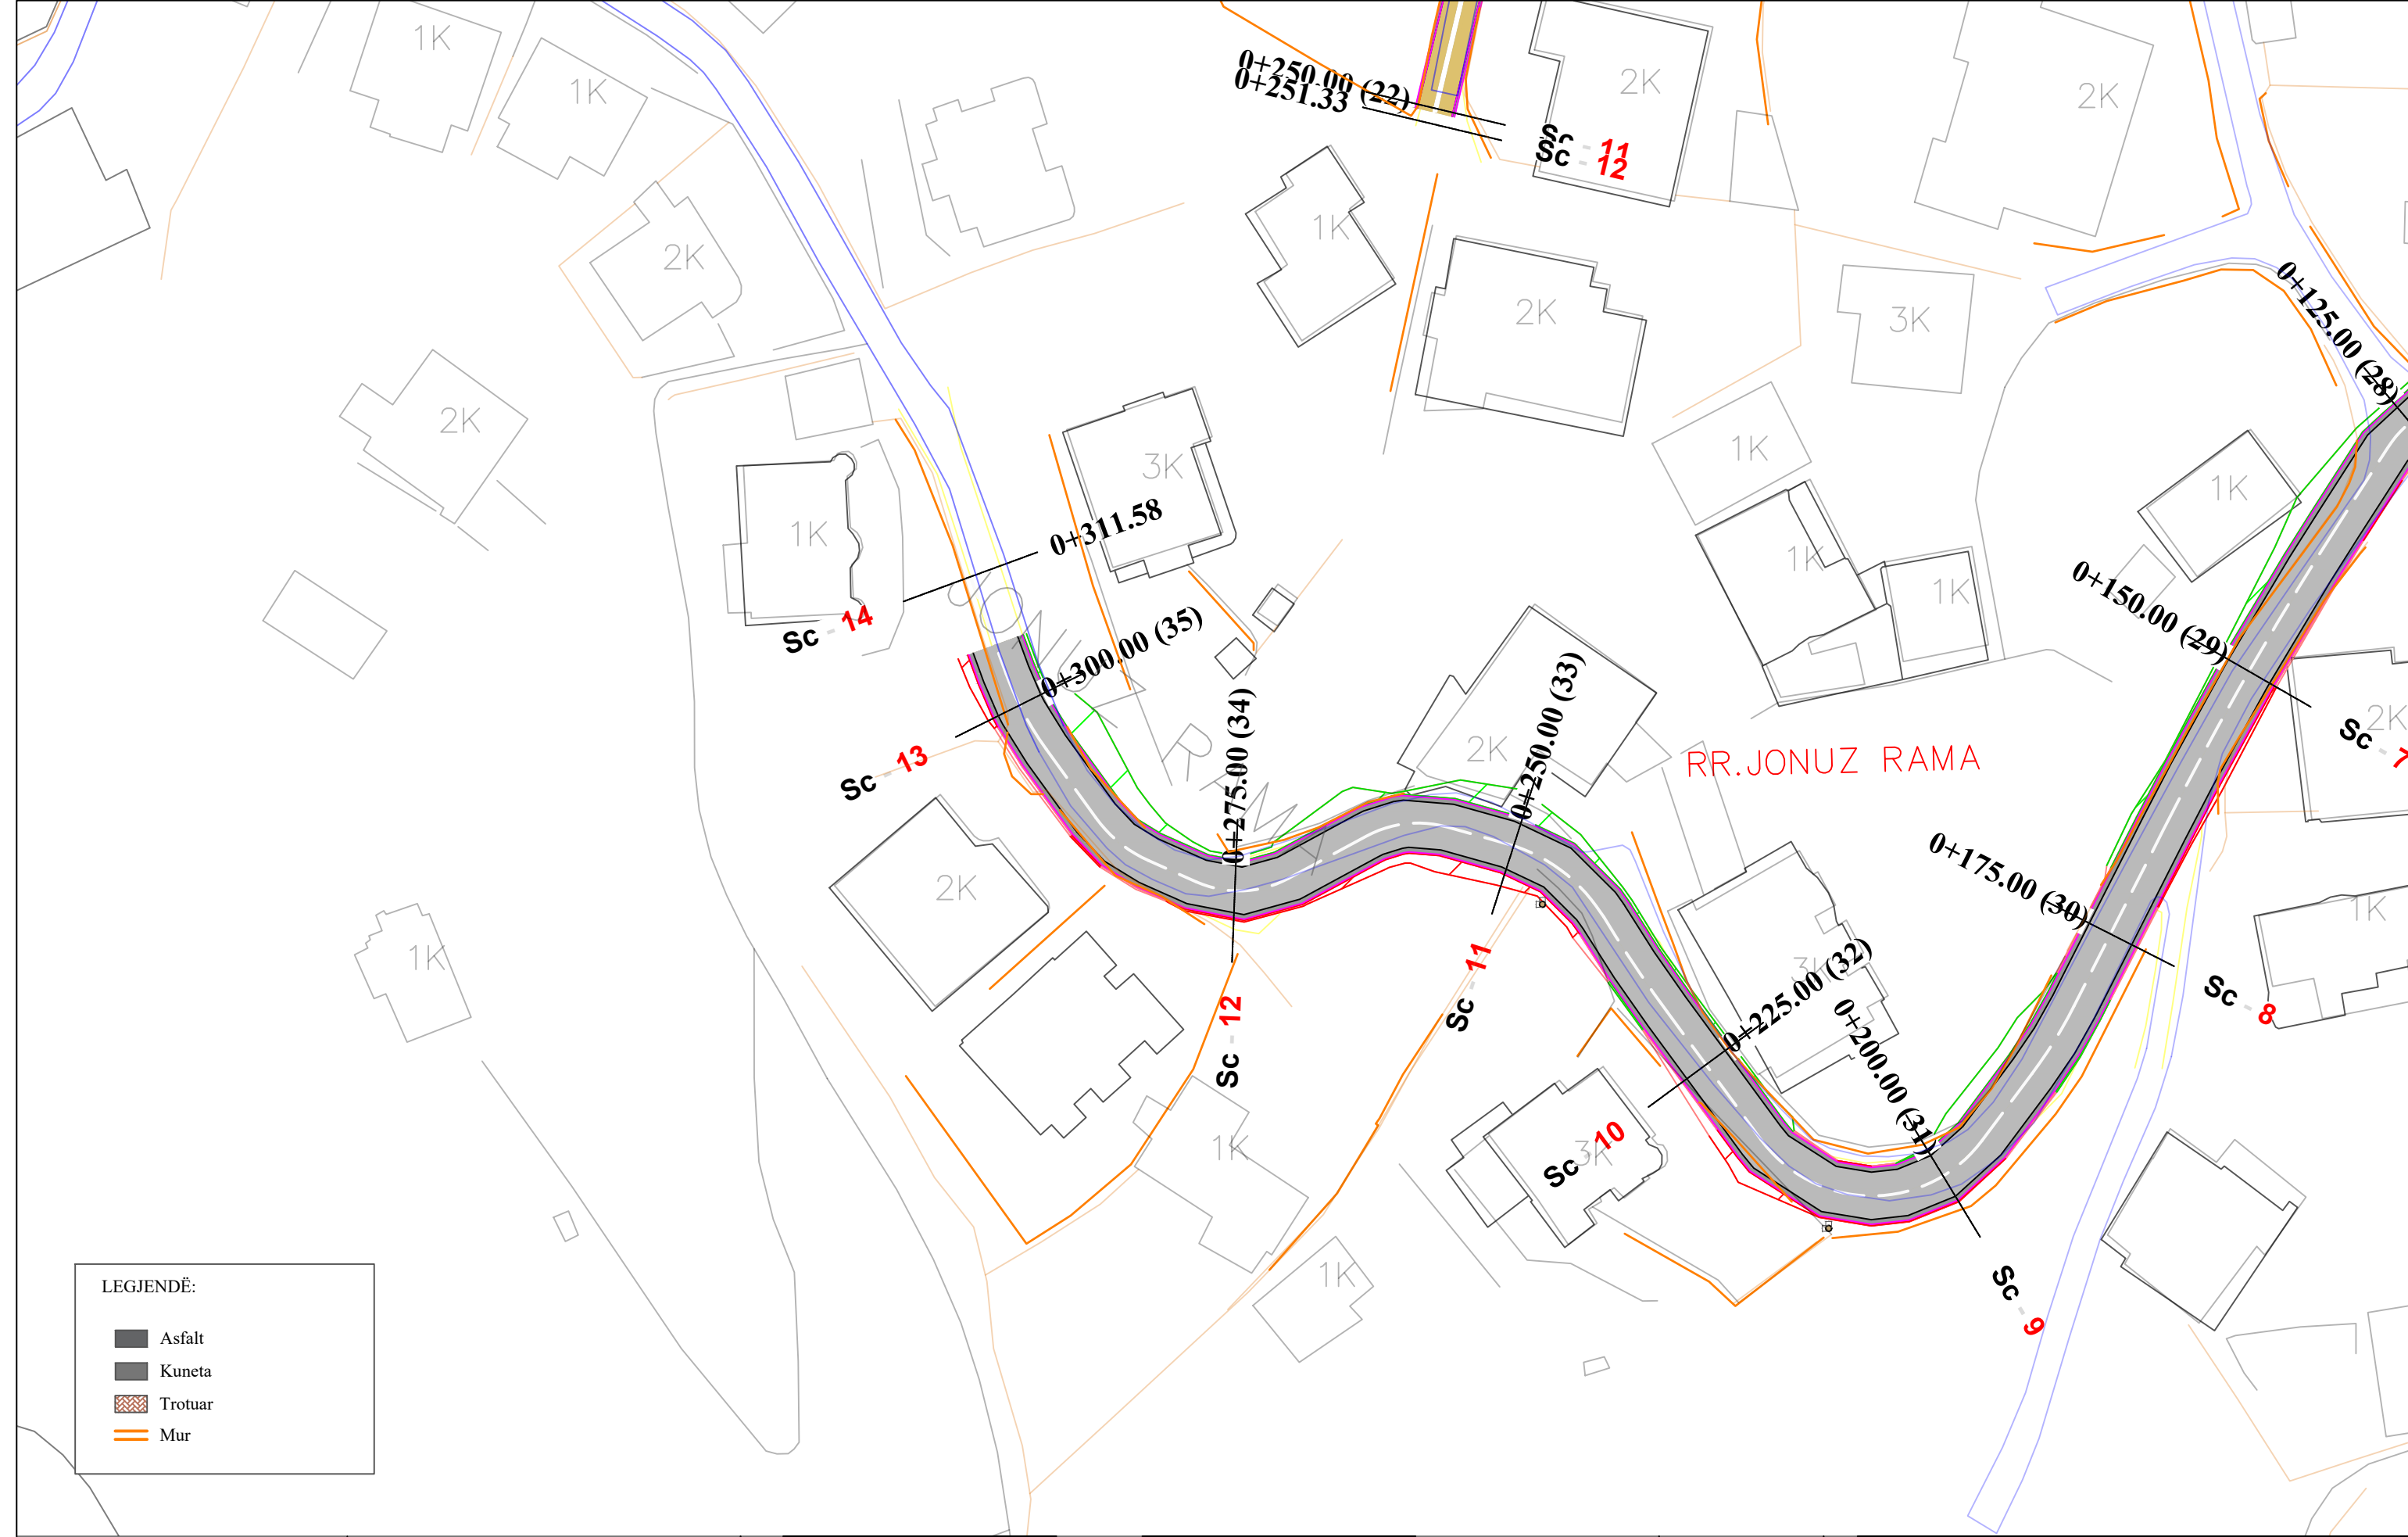 1K
1K
2K
0+250.00 (22)
0+251.33
Sc - 11
Sc - 12
2K
1K
2K
2K
3K
0+125.00 (28)
2K
1K
3K
0+311.58
Sc - 14
1K
1K
1K
1K
0+300.00 (35)
Sc - 13
0+275.00 (34)
Sc - 12
2K
0+250.00 (33)
Sc - 11
RR.JONUZ RAMA
0+150.00 (29)
2K
Sc - 7
0+175.00 (30)
1K
Sc - 8
2K
1K
3K
0+225.00 (32)
Sc - 10
3K
0+200.00 (31)
Sc - 9
1K
1K
LEGJENDË:
Asfalt
Kuneta
Trotuar
Mur